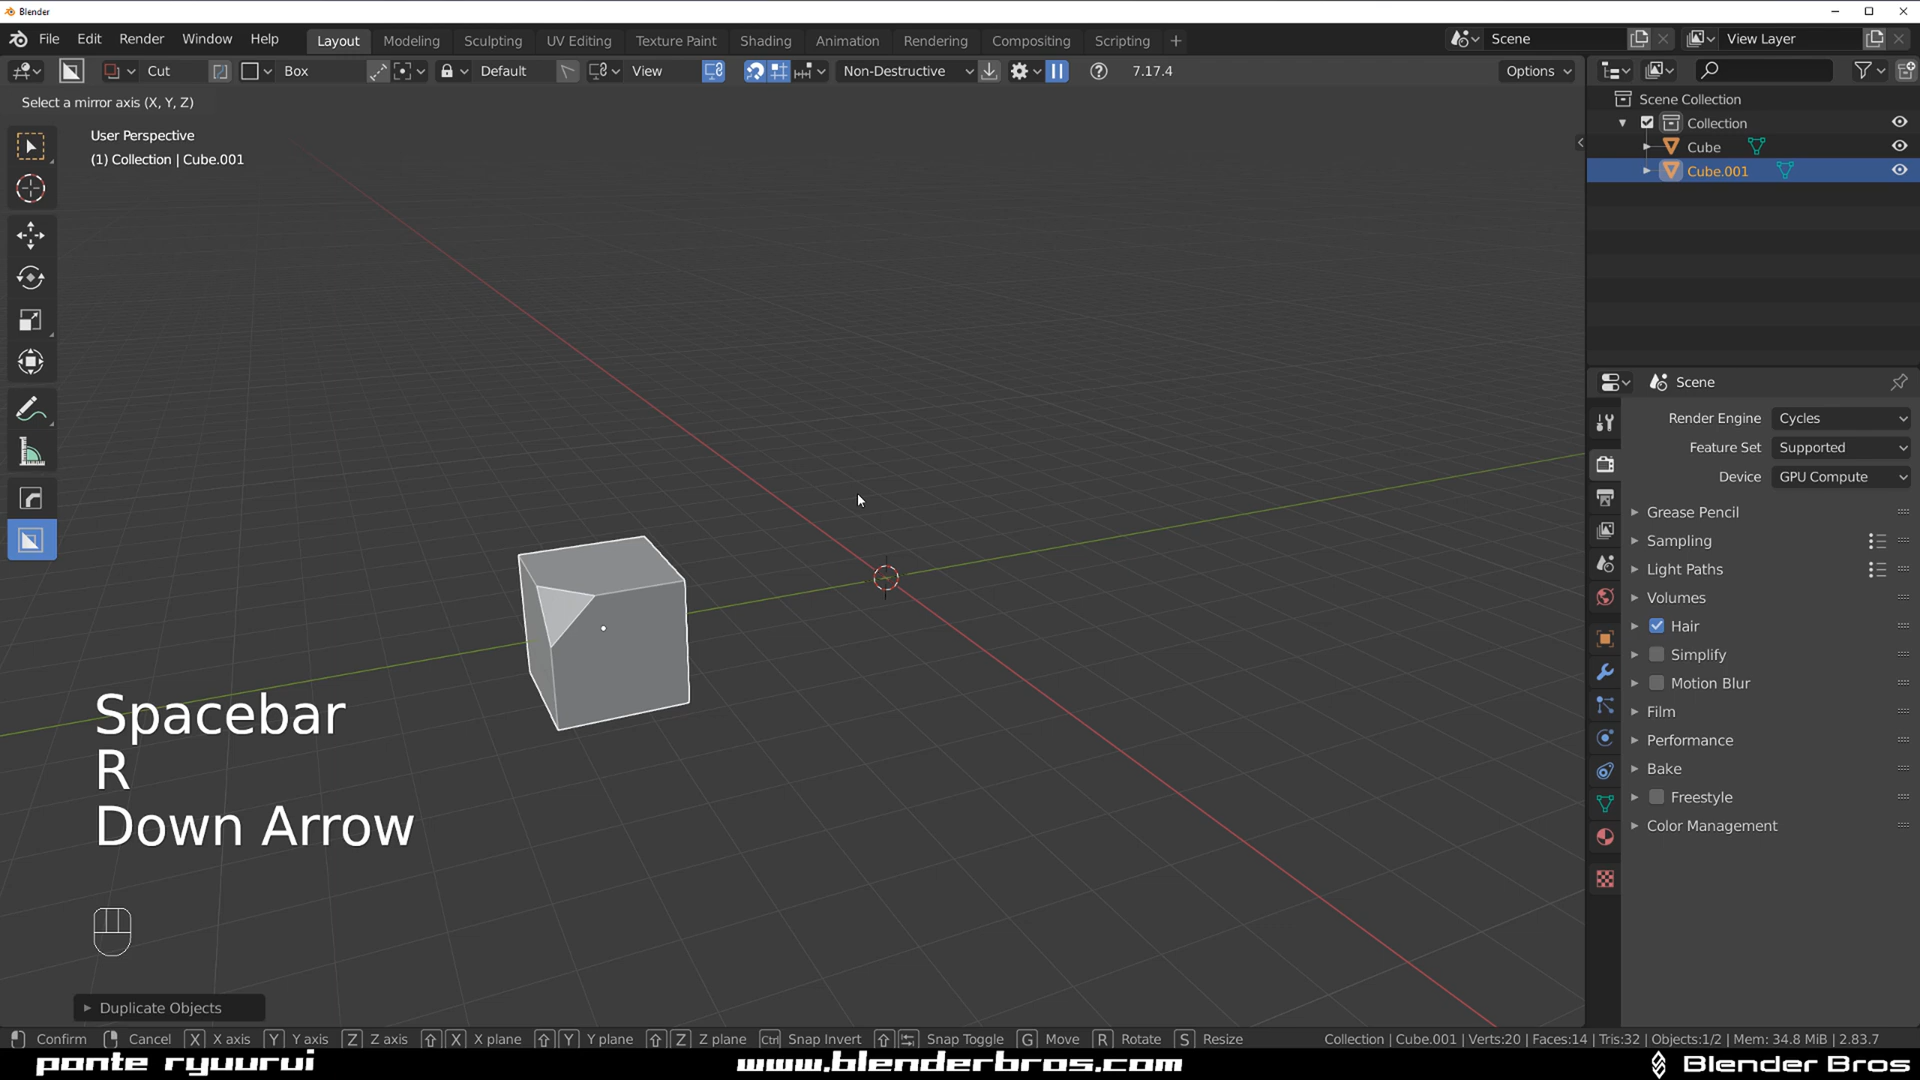 Blender
File Edit Render Window Help Layout Modeling Sculpting UV Editing Texture Paint Shading Animation Rendering Compositing Scripting + Scene View Layer
Cut Box Default View Non-Destructive 7.17.4 Options
Select a mirror axis (X, Y, Z)
User Perspective
(1) Collection | Cube.001
Scene Collection
Collection
Cube
Cube.001
Scene
Render Engine Cycles
Feature Set Supported
Device GPU Compute
Grease Pencil
Sampling
Light Paths
Volumes
Hair
Simplify
Motion Blur
Film
Performance
Bake
Freestyle
Color Management
Spacebar
R
Down Arrow
Duplicate Objects
Confirm Cancel X X axis Y Y axis Z Z axis X X plane Y Y plane Z Z plane Ctrl Snap Invert Snap Toggle G Move R Rotate S Resize Collection | Cube.001 | Verts:20 | Faces:14 | Tris:32 | Objects:1/2 | Mem: 34.8 MiB | 2.83.7
ponte ryuurui www.blenderbros.com Blender Bros